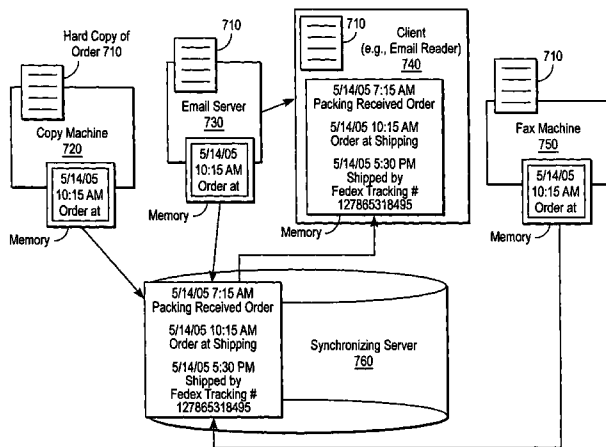 Hard Copy of
Order 710
Copy Machine
720
5/14/05
10:15 AM
Order at
Memory
710
Email Server
730
5/14/05
10:15 AM
Order at
Memory
710
Client
(e.g., Email Reader)
740
5/14/05 7:15 AM
Packing Received Order
5/14/05 10:15 AM
Order at Shipping
5/14/05 5:30 PM
Shipped by
Fedex Tracking #
127865318495
Memory
710
Fax Machine
750
5/14/05
10:15 AM
Order at
Memory
5/14/05 7:15 AM
Packing Received Order
5/14/05 10:15 AM
Order at Shipping
5/14/05 5:30 PM
Shipped by
Fedex Tracking #
127865318495
Synchronizing Server
760